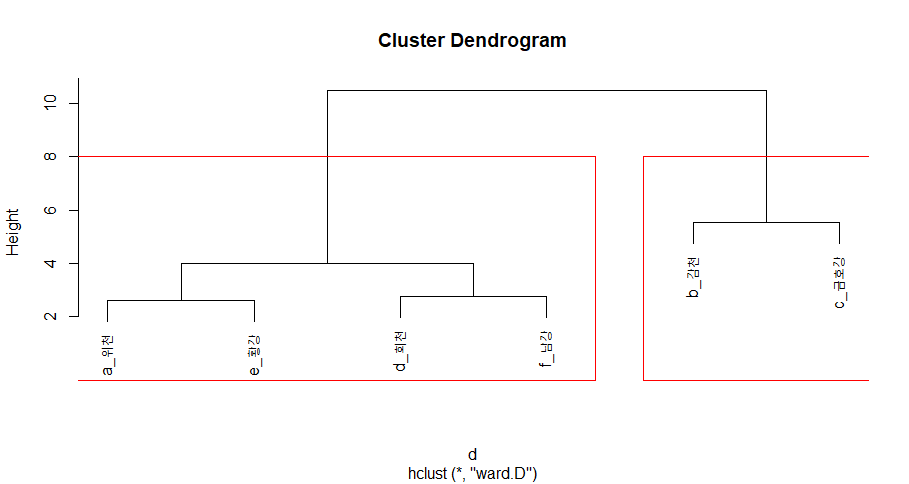 Cluster Dendrogram
Height
10
8
6
4
2
a_위천
e_황강
d_회천
f_남강
b_감천
c_금호강
d
hclust (*, "ward.D")